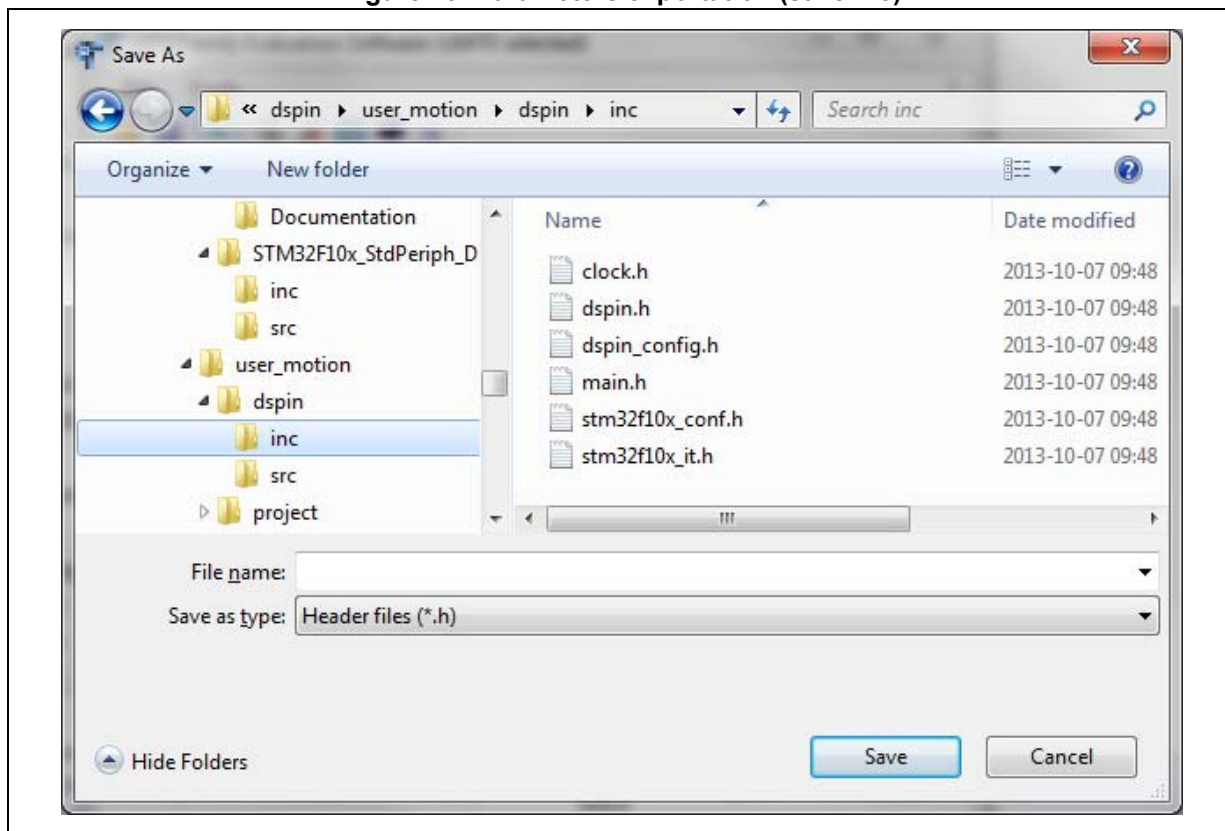 Save As
« dspin ▸ user_motion ▸ dspin ▸ inc
Search inc
Organize New folder
Name Date modified
Documentation
STM32F10x_StdPeriph_D
inc
src
user_motion
dspin
inc
src
project
clock.h 2013-10-07 09:48
dspin.h 2013-10-07 09:48
dspin_config.h 2013-10-07 09:48
main.h 2013-10-07 09:48
stm32f10x_conf.h 2013-10-07 09:48
stm32f10x_it.h 2013-10-07 09:48
File name:
Save as type: Header files (*.h)
Hide Folders Save Cancel